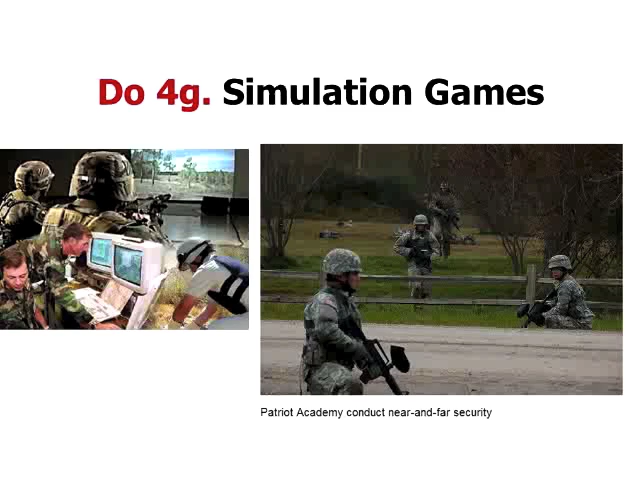 Do 4g. Simulation Games
Patriot Academy conduct near-and-far security